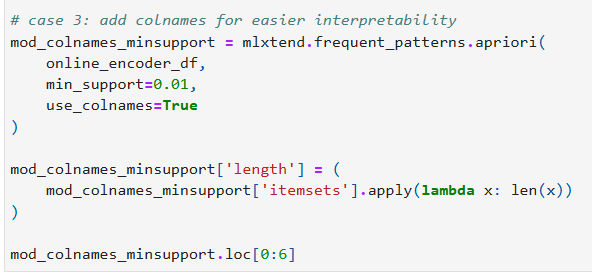 # case 3: add colnames for easier interpretability
mod_colnames_minsupport = mlxtend.frequent_patterns.apriori(
    online_encoder_df,
    min_support=0.01,
    use_colnames=True
)

mod_colnames_minsupport['length'] = (
    mod_colnames_minsupport['itemsets'].apply(lambda x: len(x))
)

mod_colnames_minsupport.loc[0:6]